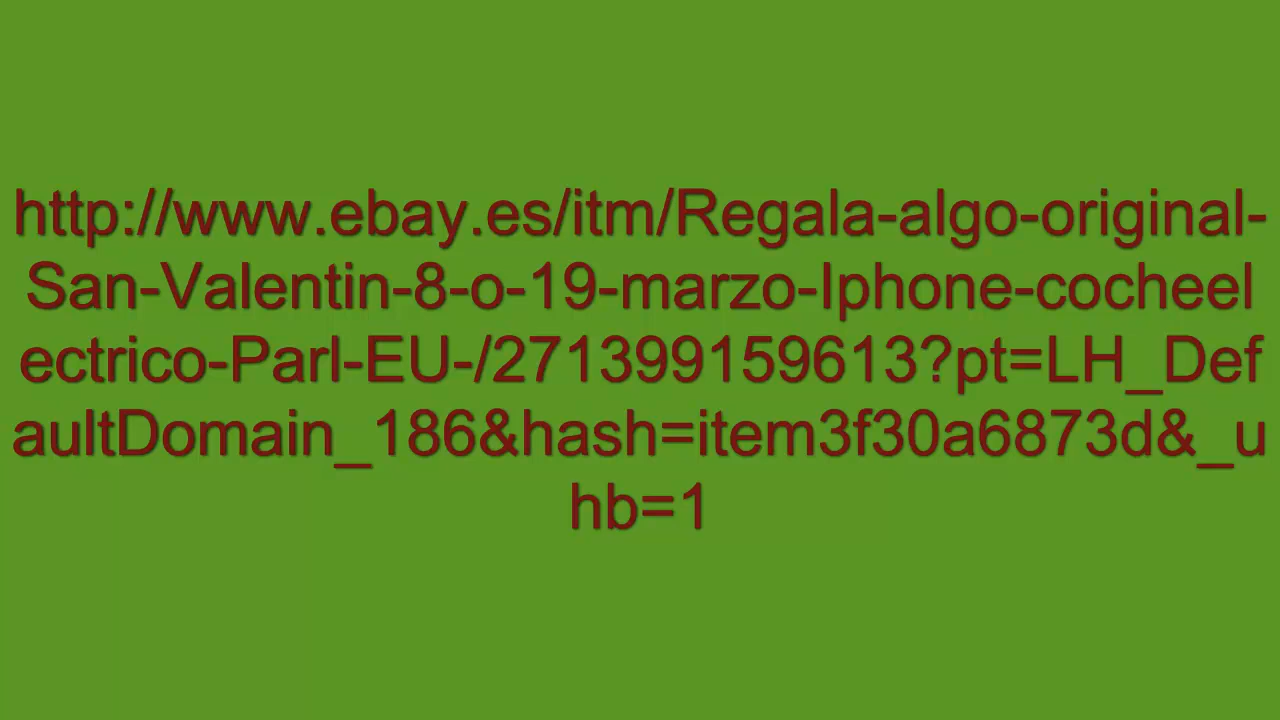 http://www.ebay.es/itm/Regala-algo-original-
San-Valentin-8-o-19-marzo-Iphone-cocheel
ectrico-Parl-EU-/271399159613?pt=LH_Def
aultDomain_186&hash=item3f30a6873d&_u
hb=1